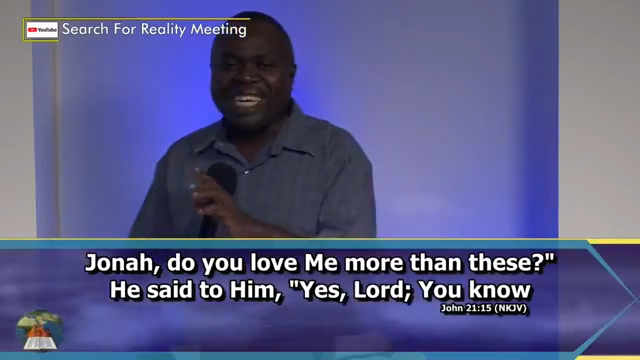 YouTube Search For Reality Meeting
Jonah, do you love Me more than these?"
He said to Him, "Yes, Lord; You know
John 21:15 (NKJV)